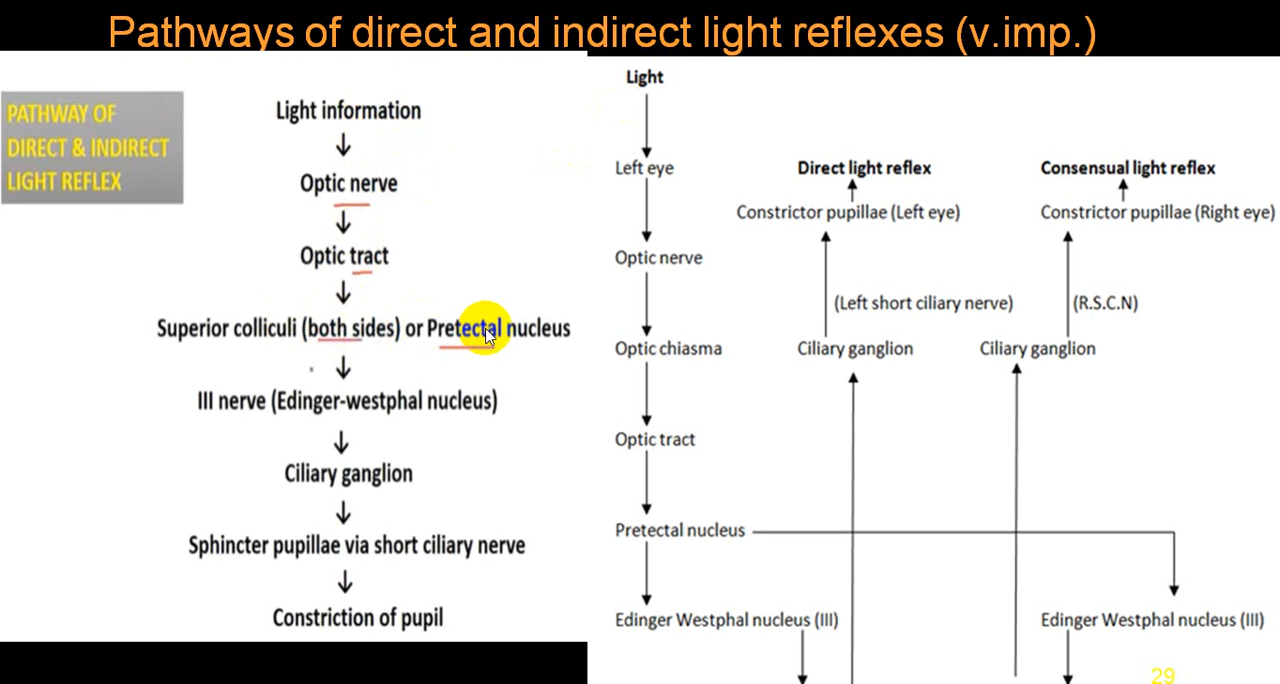 Pathways of direct and indirect light reflexes (v.imp.)
PATHWAY OF
DIRECT & INDIRECT
LIGHT REFLEX
Light information
Optic nerve
Optic tract
Superior colliculi (both sides) or Pretectal nucleus
III nerve (Edinger-westphal nucleus)
Ciliary ganglion
Sphincter pupillae via short ciliary nerve
Constriction of pupil
Light
Left eye
Optic nerve
Optic chiasma
Optic tract
Pretectal nucleus
Edinger Westphal nucleus (III)
Direct light reflex
Constrictor pupillae (Left eye)
(Left short ciliary nerve)
Ciliary ganglion
Consensual light reflex
Constrictor pupillae (Right eye)
(R.S.C.N)
Ciliary ganglion
Edinger Westphal nucleus (III)
29